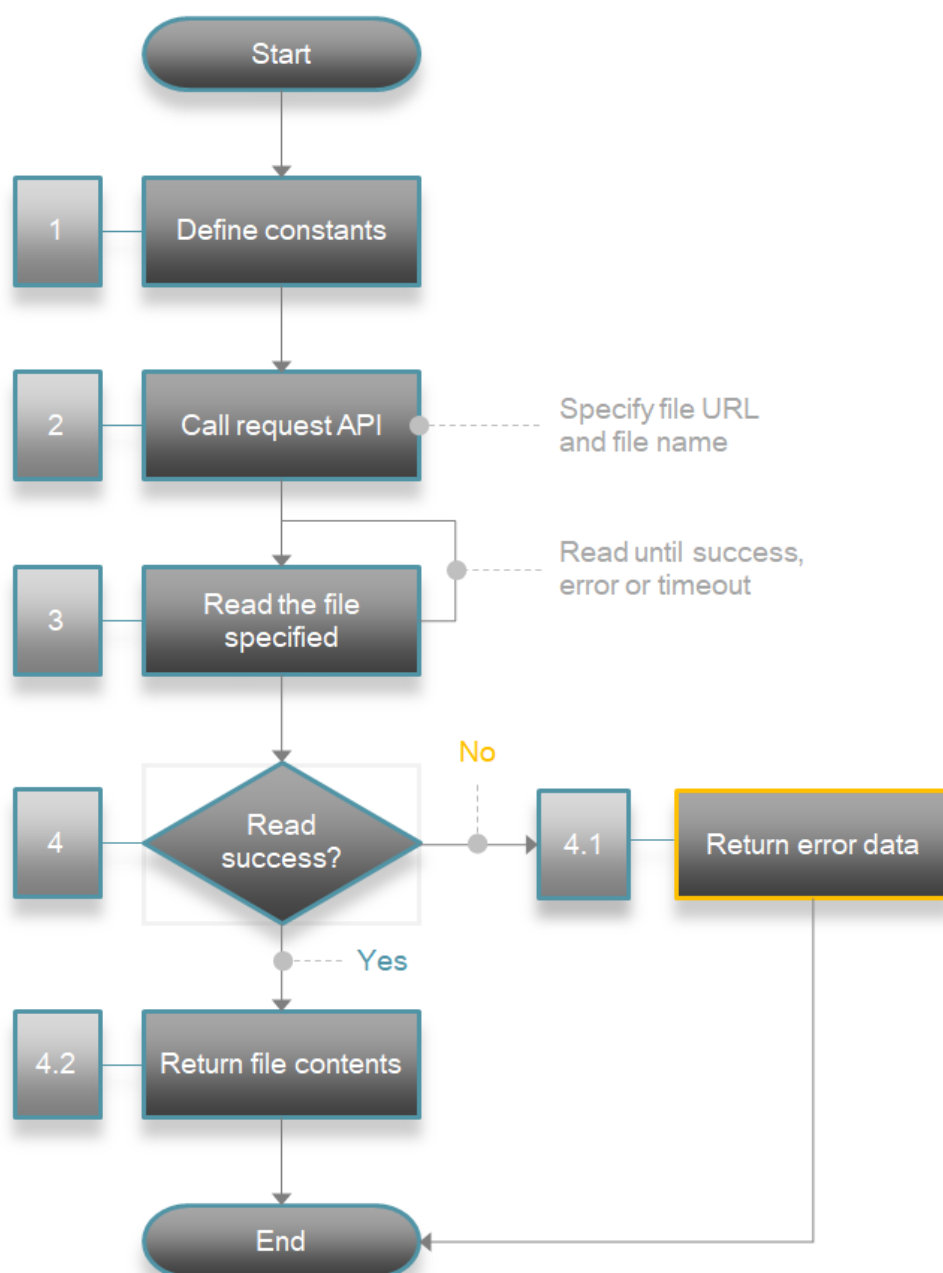 Start
1
Define constants
2
Call request API
Specify file URL
and file name
Read until success,
error or timeout
3
Read the file
specified
No
4
Read
success?
4.1
Return error data
Yes
4.2
Return file contents
End